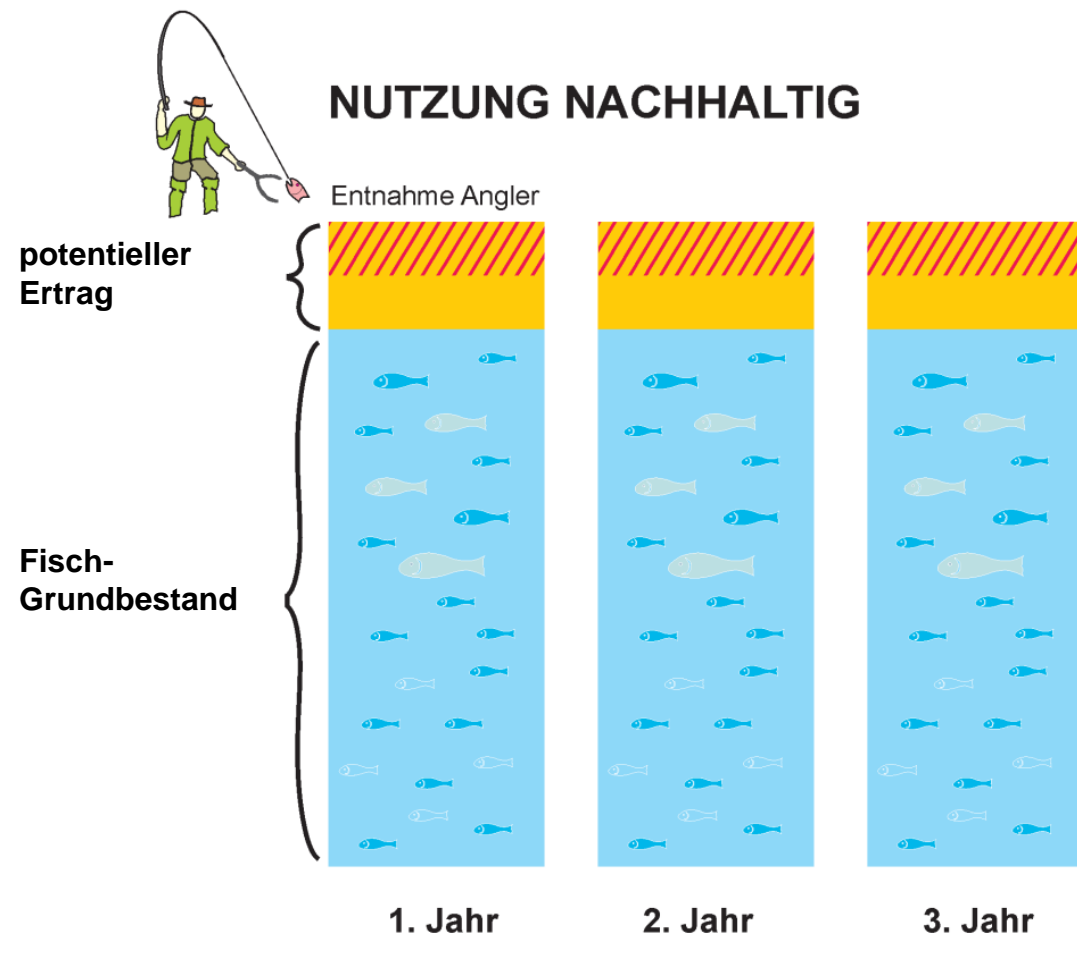 NUTZUNG NACHHALTIG
Entnahme Angler
potentieller
Ertrag
Fisch-
Grundbestand
1. Jahr
2. Jahr
3. Jahr